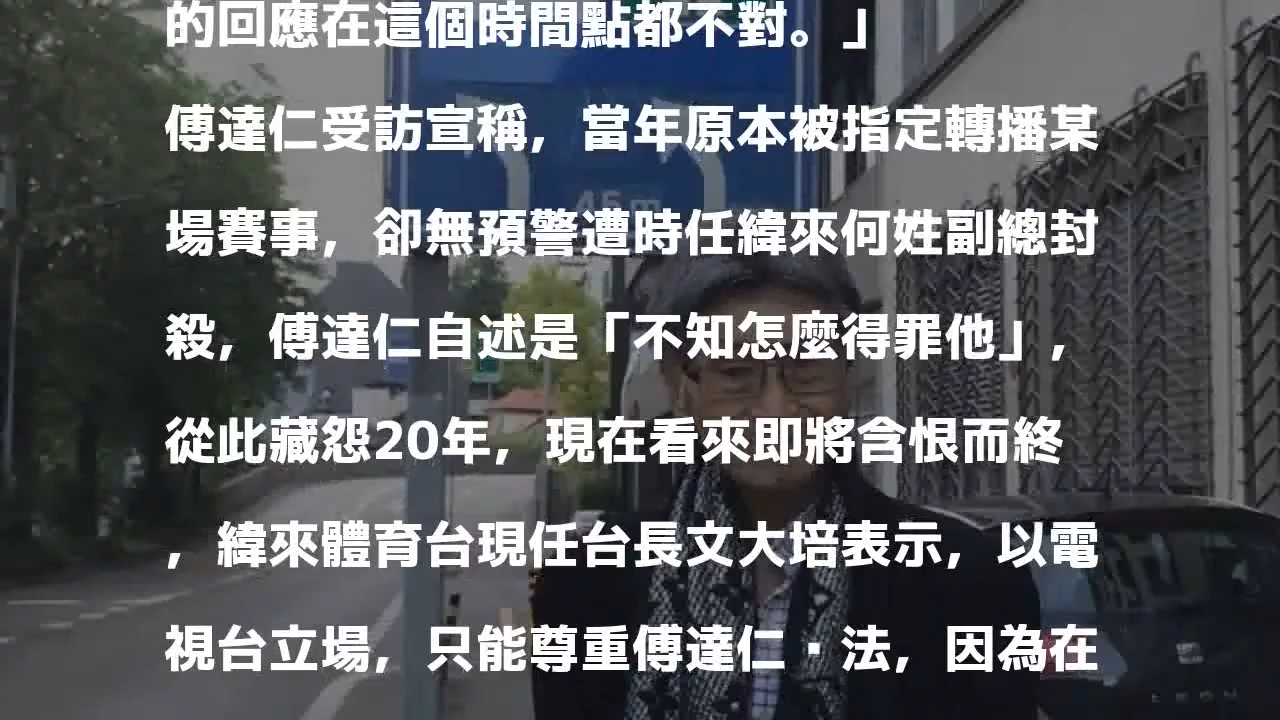 的回應在這個時間點都不對。」
傅達仁受訪宣稱，當年原本被指定轉播某
場賽事，卻無預警遭時任緯來何姓副總封
殺，傅達仁自述是「不知怎麼得罪他」，
從此藏怨20年，現在看來即將含恨而終
，緯來體育台現任台長文大培表示，以電
視台立場，只能尊重傅達仁·法，因為在
46m